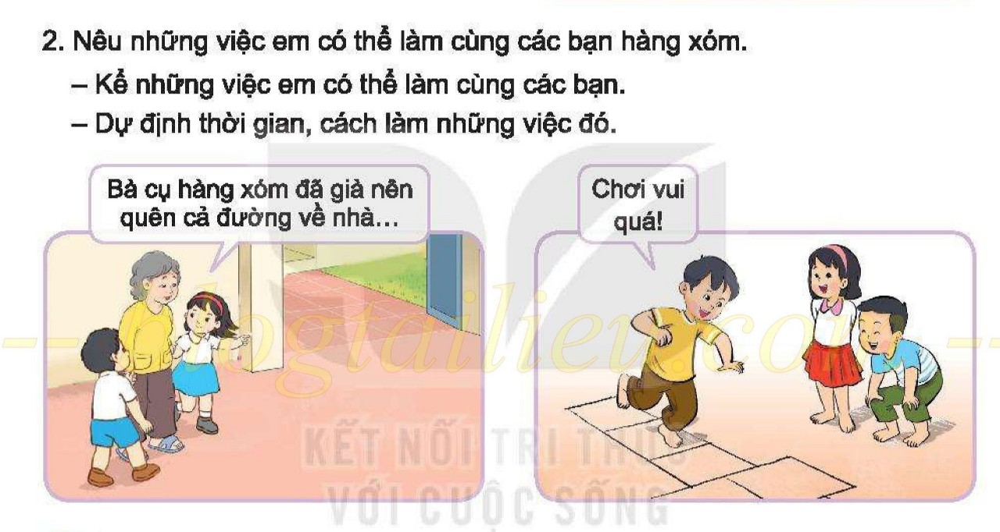 2. Nêu những việc em có thể làm cùng các bạn hàng xóm.
– Kể những việc em có thể làm cùng các bạn.
– Dự định thời gian, cách làm những việc đó.
Bà cụ hàng xóm đã già nên
quên cả đường về nhà...
Chơi vui
quá!
-- blogtailieu.com --
KẾT NỐI TRI THỨC
VỚI CUỘC SỐNG